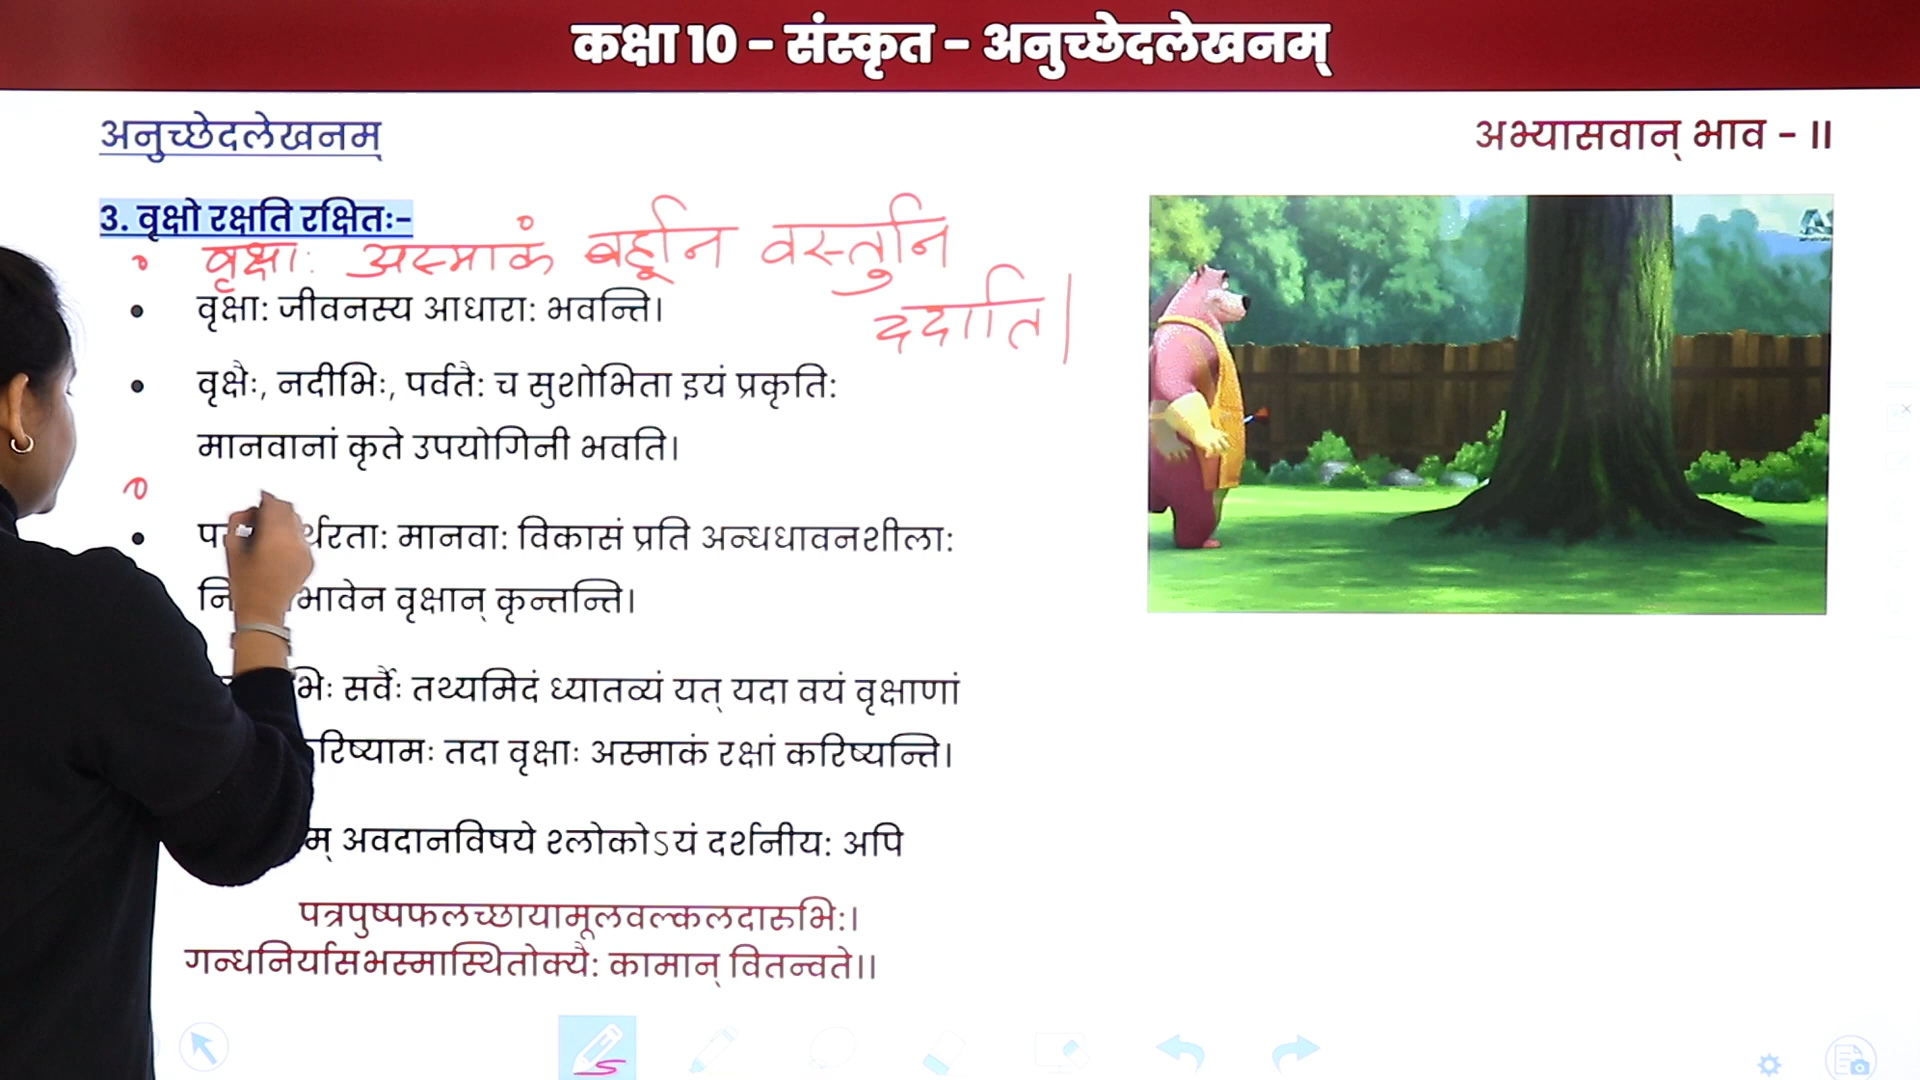 कक्षा 10 - संस्कृत - अनुच्छेदलेखनम्
अनुच्छेदलेखनम्
अभ्यासवान् भाव - II
3. वृक्षो रक्षति रक्षितः-
वृक्षाः अस्माकं बहूनि वस्तुनि
ददाति।
• वृक्षाः जीवनस्य आधाराः भवन्ति।
• वृक्षैः, नदीभिः, पर्वतैः च सुशोभिता इयं प्रकृतिः
मानवानां कृते उपयोगिनी भवति।
• मानवाः विकासं प्रति अन्धधावनशीलाः
वृक्षान् कृन्तन्ति।
सर्वैः तथ्यमिदं ध्यातव्यं यत् यदा वयं वृक्षाणां
तदा वृक्षाः अस्माकं रक्षां करिष्यन्ति।
अवदानविषये श्लोकोऽयं दर्शनीयः अपि
पत्रपुष्पफलच्छायामूलवल्कलदारुभिः।
गन्धनिर्यासभस्मास्थितोक्यैः कामान् वितन्वते।।